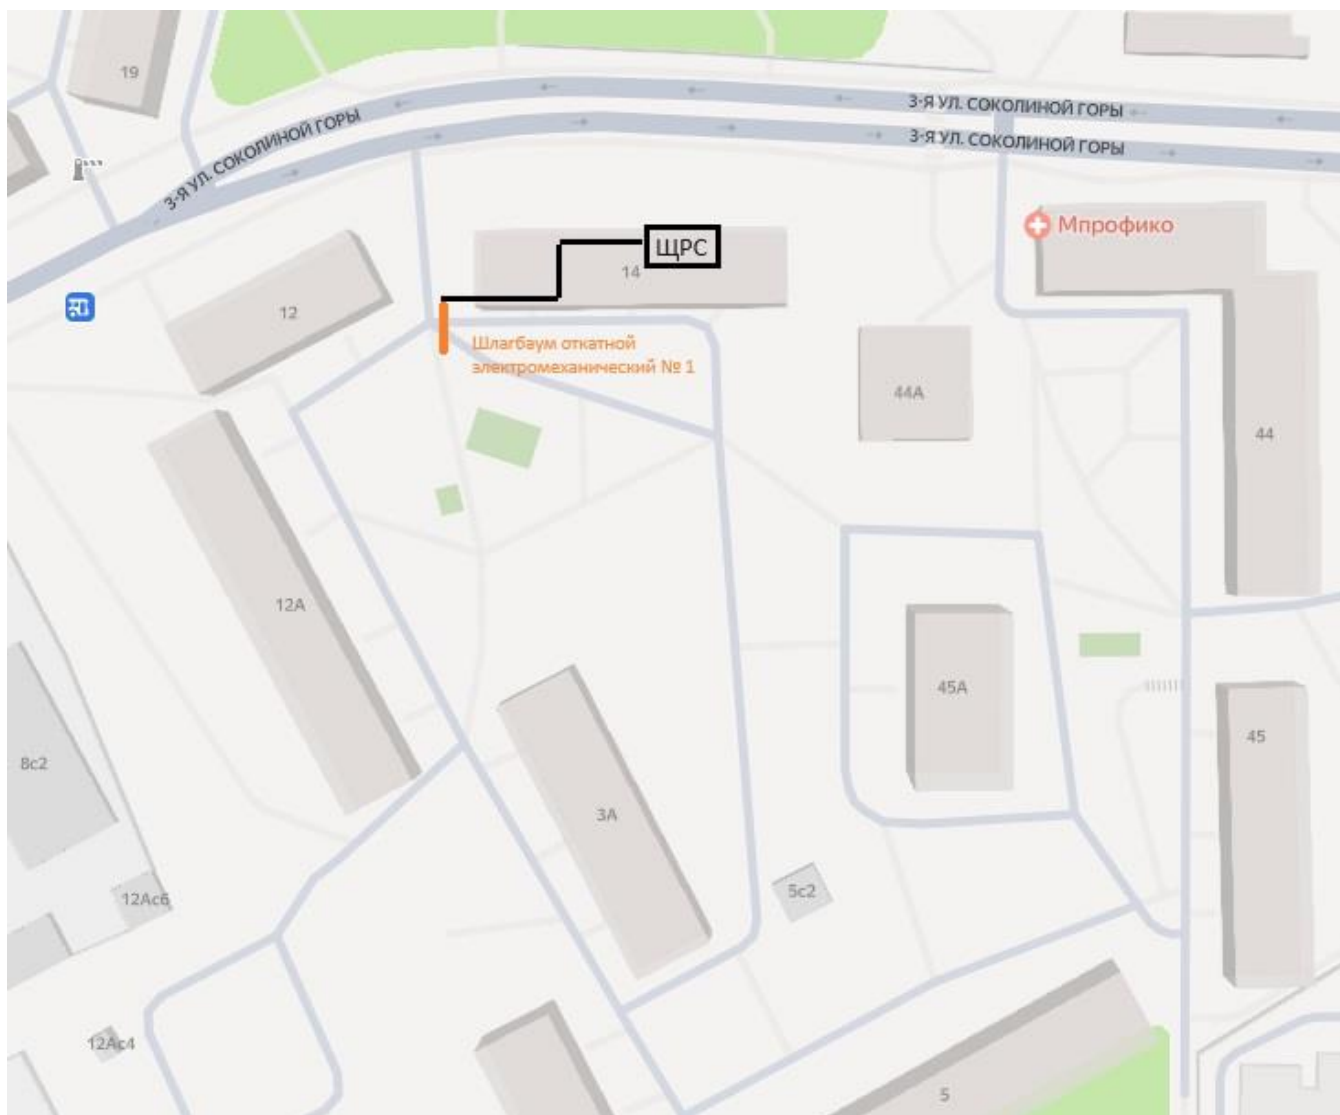 19
3-Я УЛ. СОКОЛИНОЙ ГОРЫ
3-Я УЛ. СОКОЛИНОЙ ГОРЫ
3-Я УЛ. СОКОЛИНОЙ ГОРЫ
Мпрофико
ЩРС
14
12
Шлагбаум откатной
электромеханический № 1
44А
44
12А
45А
45
8с2
3А
5с2
12Ас6
12Ас4
5